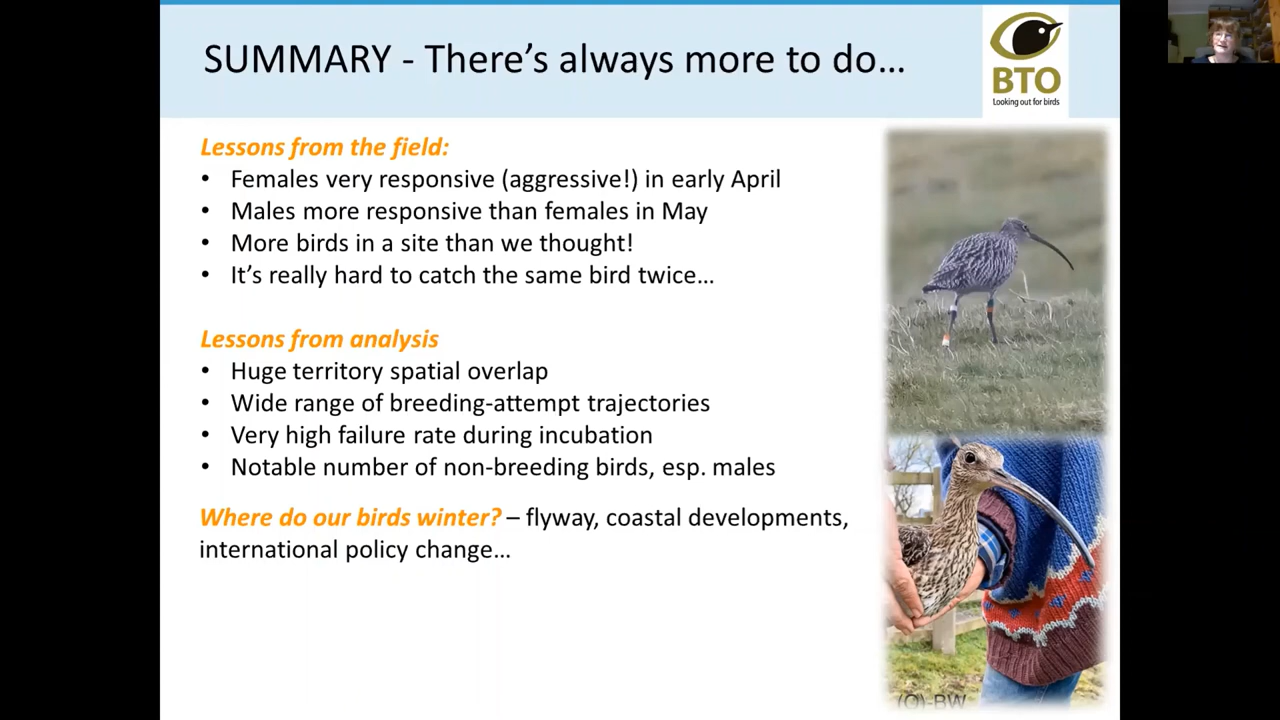 SUMMARY - There's always more to do…
BTO
Looking out for birds
Lessons from the field:
• Females very responsive (aggressive!) in early April
• Males more responsive than females in May
• More birds in a site than we thought!
• It's really hard to catch the same bird twice…
Lessons from analysis
• Huge territory spatial overlap
• Wide range of breeding-attempt trajectories
• Very high failure rate during incubation
• Notable number of non-breeding birds, esp. males
Where do our birds winter? – flyway, coastal developments,
international policy change…
(O)-BW